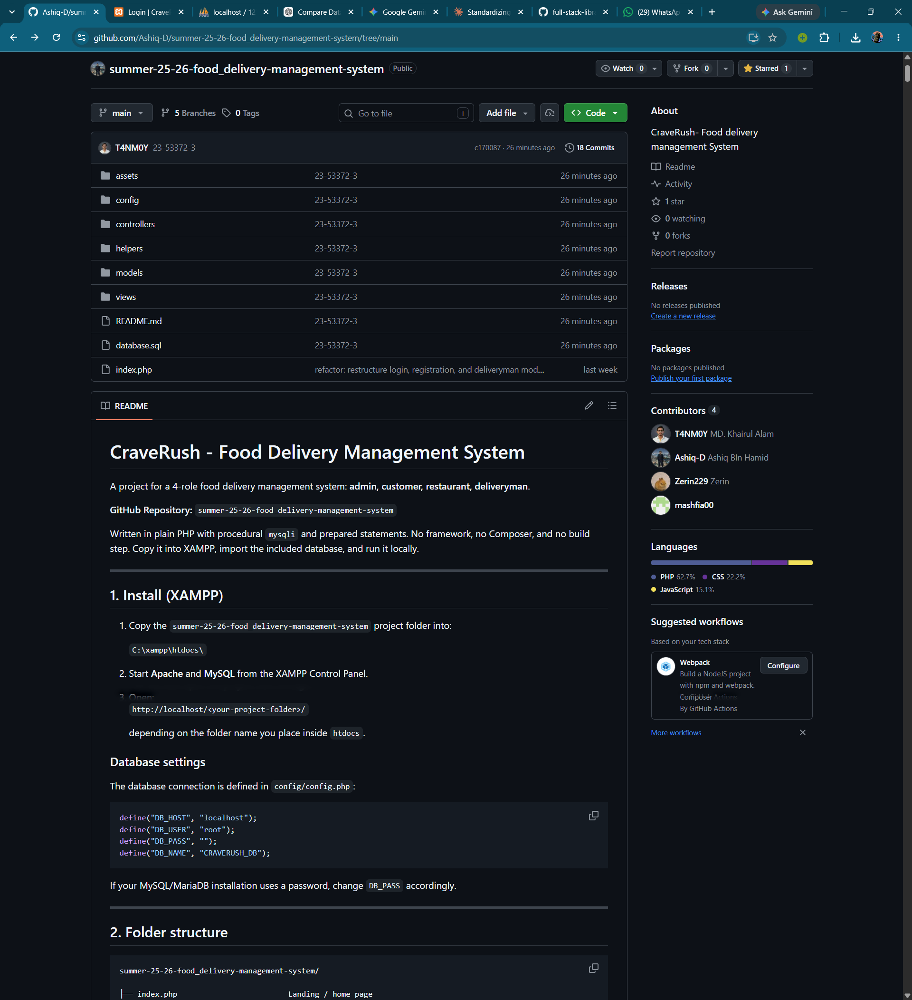 Ashiq-D/sum
Login | Crave
localhost / 12
Compare Dat
Google Gemi
Standardizing
full-stack-libr
(29) WhatsAp
Ask Gemini
github.com/Ashiq-D/summer-25-26-food_delivery-management-system/tree/main
summer-25-26-food_delivery-management-system
Public
Watch 0
Fork 0
Starred 1
main
5 Branches
0 Tags
Go to file
T
Add file
Code
T4NM0Y 23-53372-3
c170087 · 26 minutes ago
18 Commits
assets 23-53372-3 26 minutes ago
config 23-53372-3 26 minutes ago
controllers 23-53372-3 26 minutes ago
helpers 23-53372-3 26 minutes ago
models 23-53372-3 26 minutes ago
views 23-53372-3 26 minutes ago
README.md 23-53372-3 26 minutes ago
database.sql 23-53372-3 26 minutes ago
index.php refactor: restructure login, registration, and deliveryman mod... last week
README
CraveRush - Food Delivery Management System
A project for a 4-role food delivery management system: admin, customer, restaurant, deliveryman.
GitHub Repository: summer-25-26-food_delivery-management-system
Written in plain PHP with procedural mysqli and prepared statements. No framework, no Composer, and no build
step. Copy it into XAMPP, import the included database, and run it locally.
1. Install (XAMPP)
1. Copy the summer-25-26-food_delivery-management-system project folder into:
C:\xampp\htdocs\
2. Start Apache and MySQL from the XAMPP Control Panel.
3. Open:
http://localhost/<your-project-folder>/
depending on the folder name you place inside htdocs.
Database settings
The database connection is defined in config/config.php:
define("DB_HOST", "localhost");
define("DB_USER", "root");
define("DB_PASS", "");
define("DB_NAME", "CRAVERUSH_DB");
If your MySQL/MariaDB installation uses a password, change DB_PASS accordingly.
2. Folder structure
summer-25-26-food_delivery-management-system/
├── index.php Landing / home page
About
CraveRush- Food delivery
management System
Readme
Activity
1 star
0 watching
0 forks
Report repository
Releases
No releases published
Create a new release
Packages
No packages published
Publish your first package
Contributors 4
T4NM0Y MD. Khairul Alam
Ashiq-D Ashiq BIn Hamid
Zerin229 Zerin
mashfia00
Languages
PHP 62.7% CSS 22.2%
JavaScript 15.1%
Suggested workflows
Based on your tech stack
Webpack
Configure
Build a NodeJS project
with npm and webpack.
Composer Actions
By GitHub Actions
More workflows